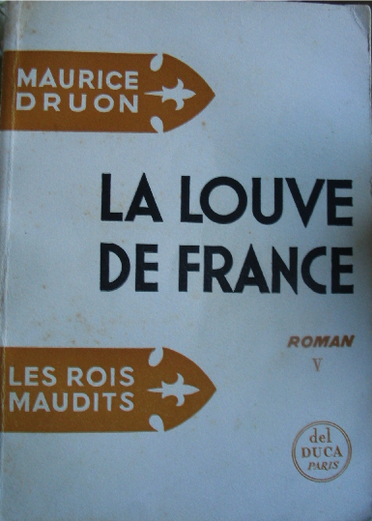 MAURICE
DRUON
LA LOUVE
DE FRANCE
ROMAN
V
LES ROIS
MAUDITS
del
DUCA
PARIS